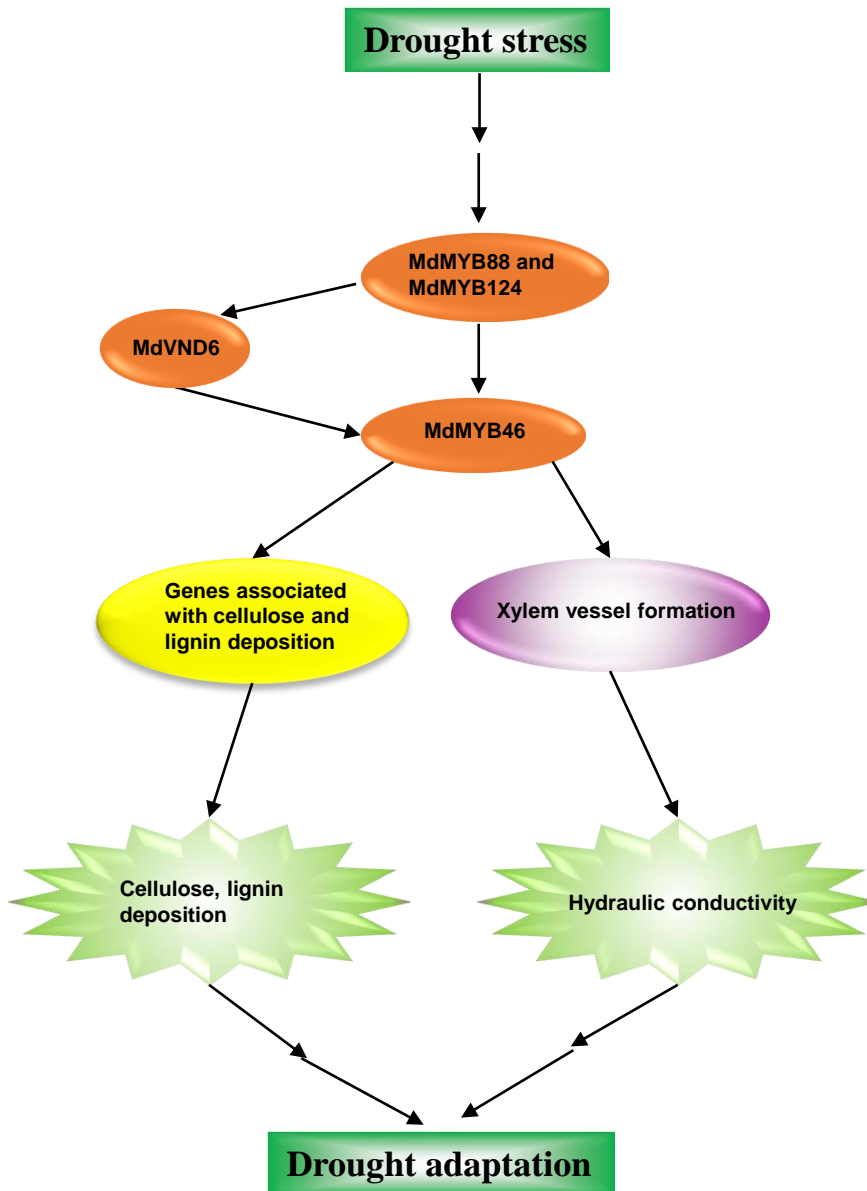 Drought stress
MdMYB88 and
MdMYB124
MdVND6
MdMYB46
Genes associated
with cellulose and
lignin deposition
Xylem vessel formation
Cellulose, lignin
deposition
Hydraulic conductivity
Drought adaptation